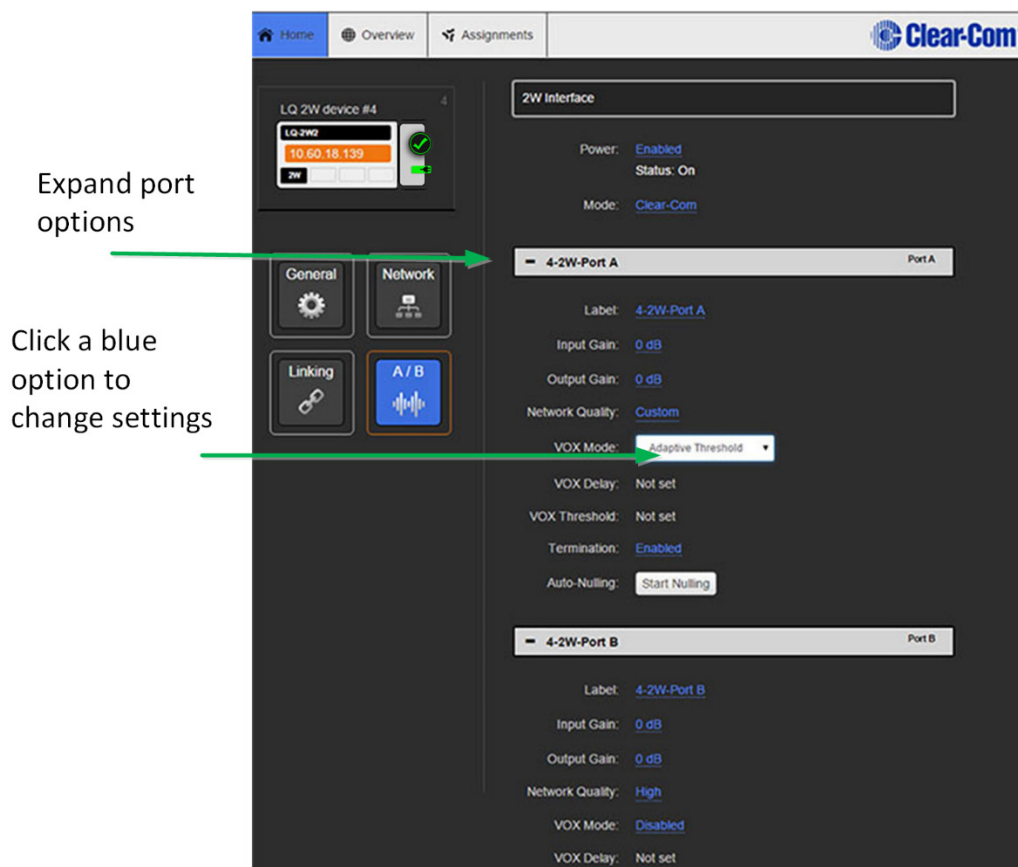 Home
Overview
Assignments
Clear-Com
LQ 2W device #4
4
LQ-2W2
10.60.18.139
2W
Expand port
options
Click a blue
option to
change settings
General
Network
Linking
A / B
2W Interface
Power: Enabled
Status: On
Mode: Clear-Com
4-2W-Port A Port A
Label: 4-2W-Port A
Input Gain: 0 dB
Output Gain: 0 dB
Network Quality: Custom
VOX Mode: Adaptive Threshold
VOX Delay: Not set
VOX Threshold: Not set
Termination: Enabled
Auto-Nulling: Start Nulling
4-2W-Port B Port B
Label: 4-2W-Port B
Input Gain: 0 dB
Output Gain: 0 dB
Network Quality: High
VOX Mode: Disabled
VOX Delay: Not set